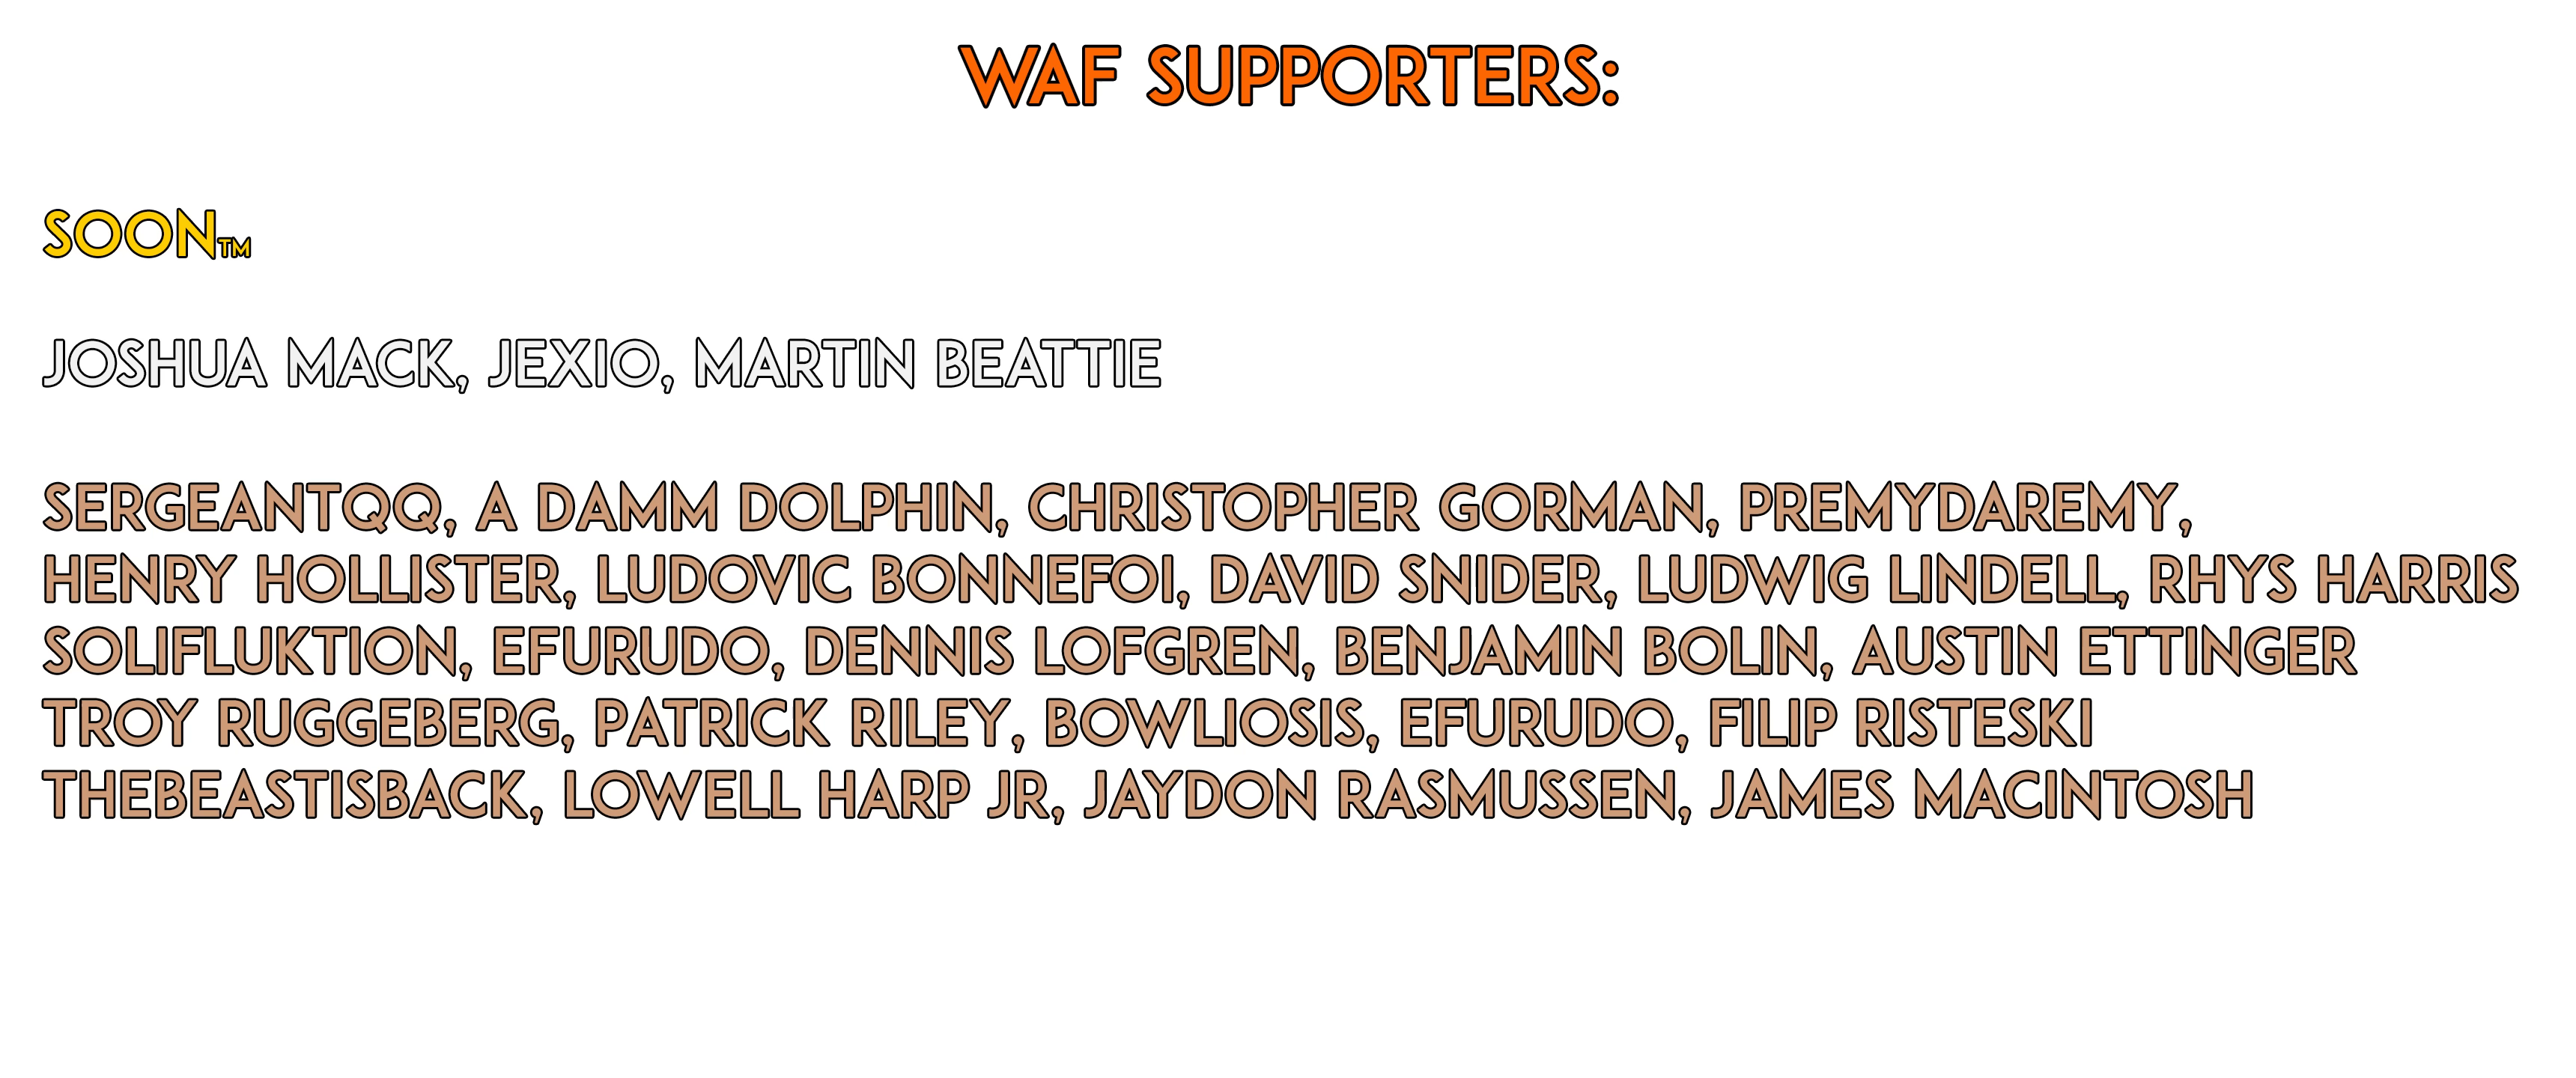 WAF SUPPORTERS:
SOON™
JOSHUA MACK, JEXIO, MARTIN BEATTIE
SERGEANTQQ, A DAMM DOLPHIN, CHRISTOPHER GORMAN, PREMYDAREMY,
HENRY HOLLISTER, LUDOVIC BONNEFOI, DAVID SNIDER, LUDWIG LINDELL, RHYS HARRIS
SOLIFLUKTION, EFURUDO, DENNIS LOFGREN, BENJAMIN BOLIN, AUSTIN ETTINGER
TROY RUGGEBERG, PATRICK RILEY, BOWLIOSIS, EFURUDO, FILIP RISTESKI
THEBEASTISBACK, LOWELL HARP JR, JAYDON RASMUSSEN, JAMES MACINTOSH